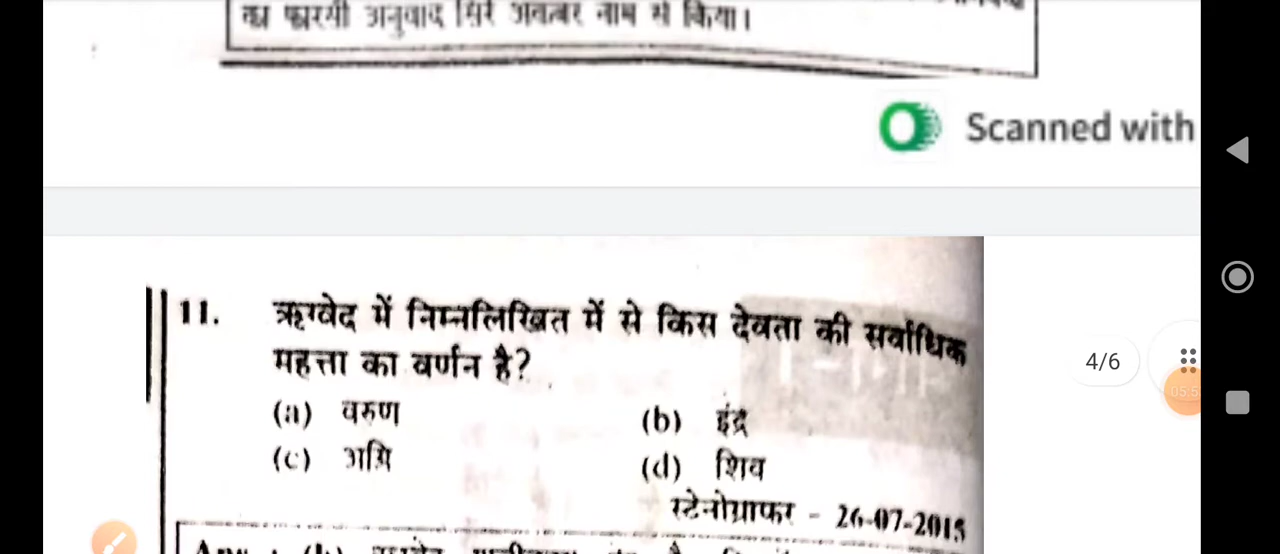 का फारसी अनुवाद सिर्रे अकबर नाम से किया।
Scanned with
11. ऋग्वेद में निम्नलिखित में से किस देवता की सर्वाधिक
महत्ता का वर्णन है?
4/6
(a) वरुण (b) इंद्र
(c) अग्नि (d) शिव
स्टेनोग्राफर - 26-07-2015
Ans : (b)